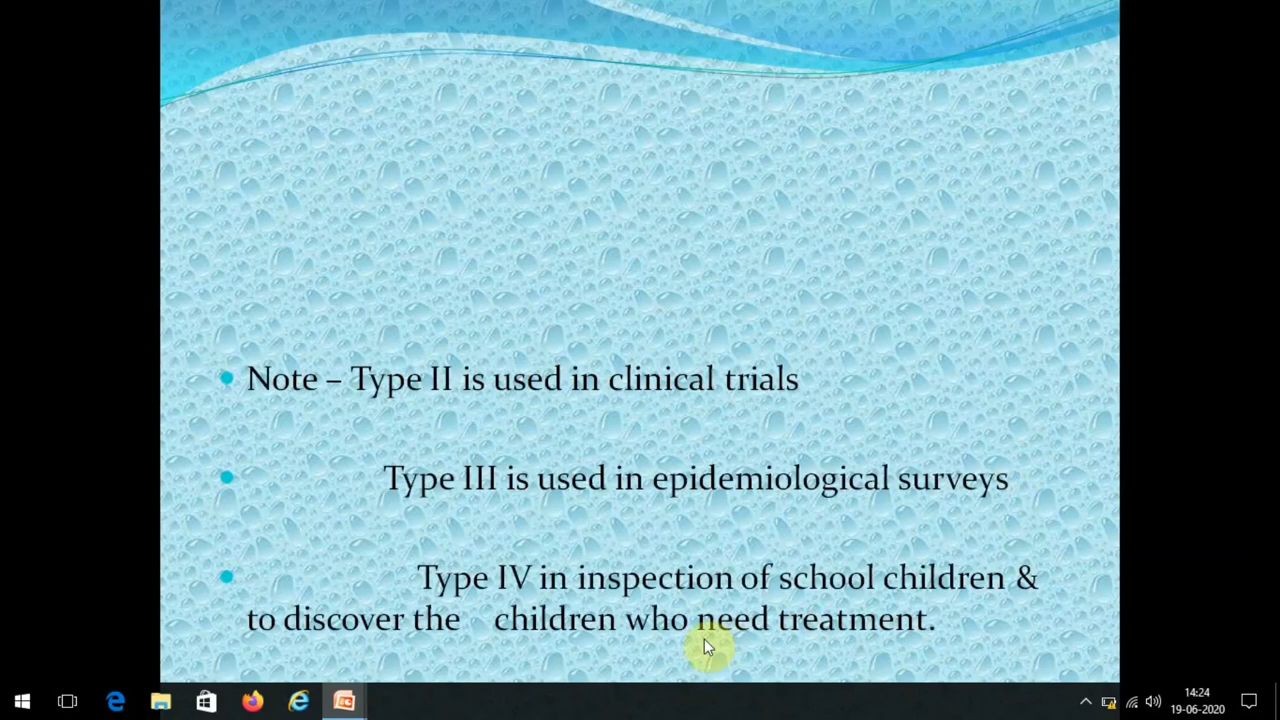 Note – Type II is used in clinical trials
Type III is used in epidemiological surveys
Type IV in inspection of school children &
to discover the children who need treatment.
14:24
19-06-2020